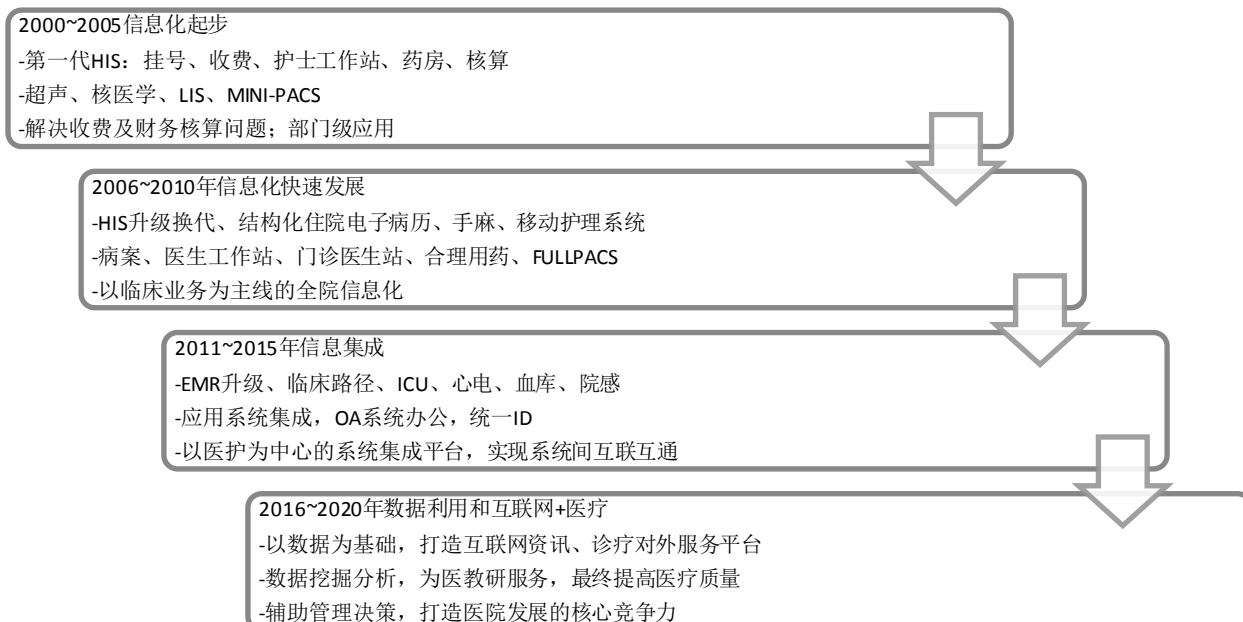 2000~2005信息化起步
-第一代HIS：挂号、收费、护士工作站、药房、核算
-超声、核医学、LIS、MINI-PACS
-解决收费及财务核算问题；部门级应用
2006~2010年信息化快速发展
-HIS升级换代、结构化住院电子病历、手麻、移动护理系统
-病案、医生工作站、门诊医生站、合理用药、FULLPACS
-以临床业务为主线的全院信息化
2011~2015年信息集成
-EMR升级、临床路径、ICU、心电、血库、院感
-应用系统集成，OA系统办公，统一ID
-以医护为中心的系统集成平台，实现系统间互联互通
2016~2020年数据利用和互联网+医疗
-以数据为基础，打造互联网资讯、诊疗对外服务平台
-数据挖掘分析，为医教研服务，最终提高医疗质量
-辅助管理决策，打造医院发展的核心竞争力